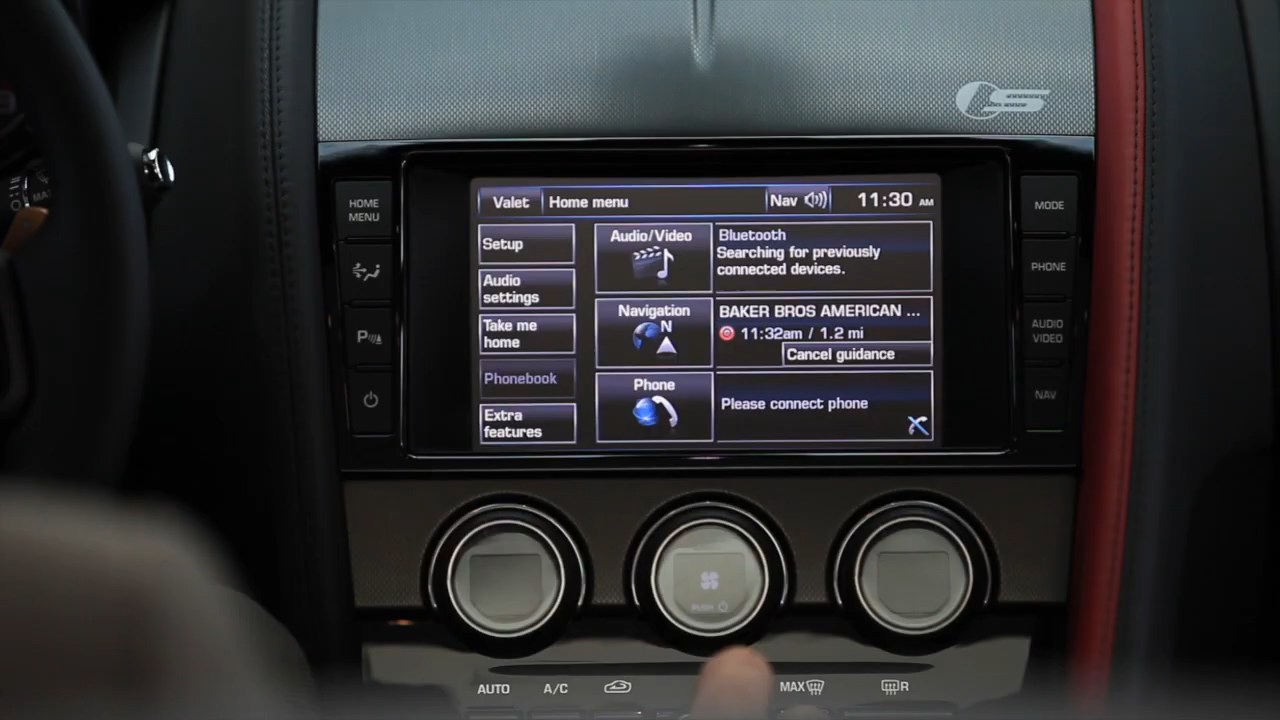 S
HOME
MENU
P
Valet
Home menu
Nav
11:30 AM
Setup
Audio
settings
Take me
home
Phonebook
Extra
features
Audio/Video
Bluetooth
Searching for previously
connected devices.
Navigation
N
BAKER BROS AMERICAN ...
11:32am / 1.2 mi
Cancel guidance
Phone
Please connect phone
MODE
PHONE
AUDIO
VIDEO
NAV
PUSH
AUTO
A/C
MAX
R